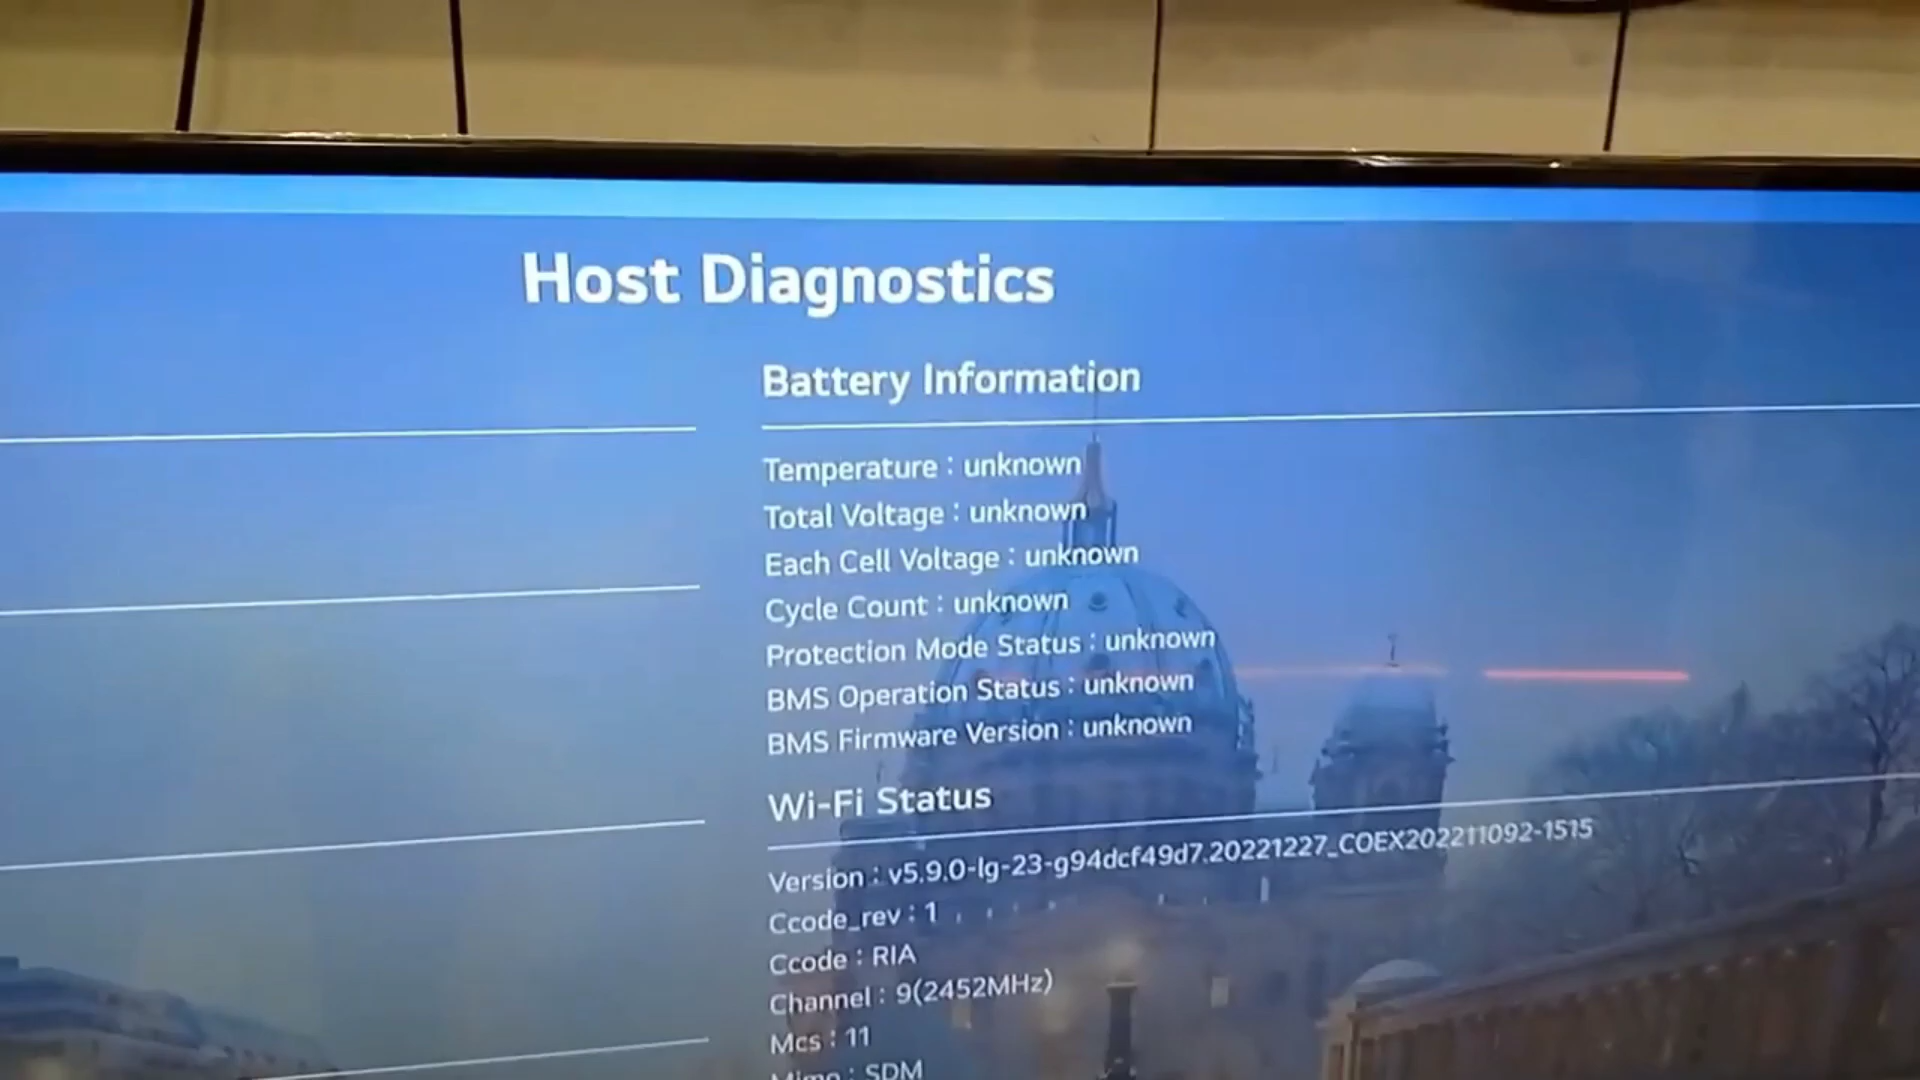 Host Diagnostics
Battery Information
Temperature : unknown
Total Voltage : unknown
Each Cell Voltage : unknown
Cycle Count : unknown
Protection Mode Status : unknown
BMS Operation Status : unknown
BMS Firmware Version : unknown
Wi-Fi Status
Version : v5.9.0-lg-23-g94dcf49d7.20221227_COEX202211092-1515
Ccode_rev : 1
Ccode : RIA
Channel : 9(2452MHz)
Mcs : 11
Mimo : SDM